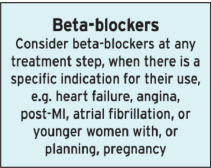 Beta-blockers
Consider beta-blockers at any
treatment step, when there is a
specific indication for their use,
e.g. heart failure, angina,
post-MI, atrial fibrillation, or
younger women with, or
planning, pregnancy